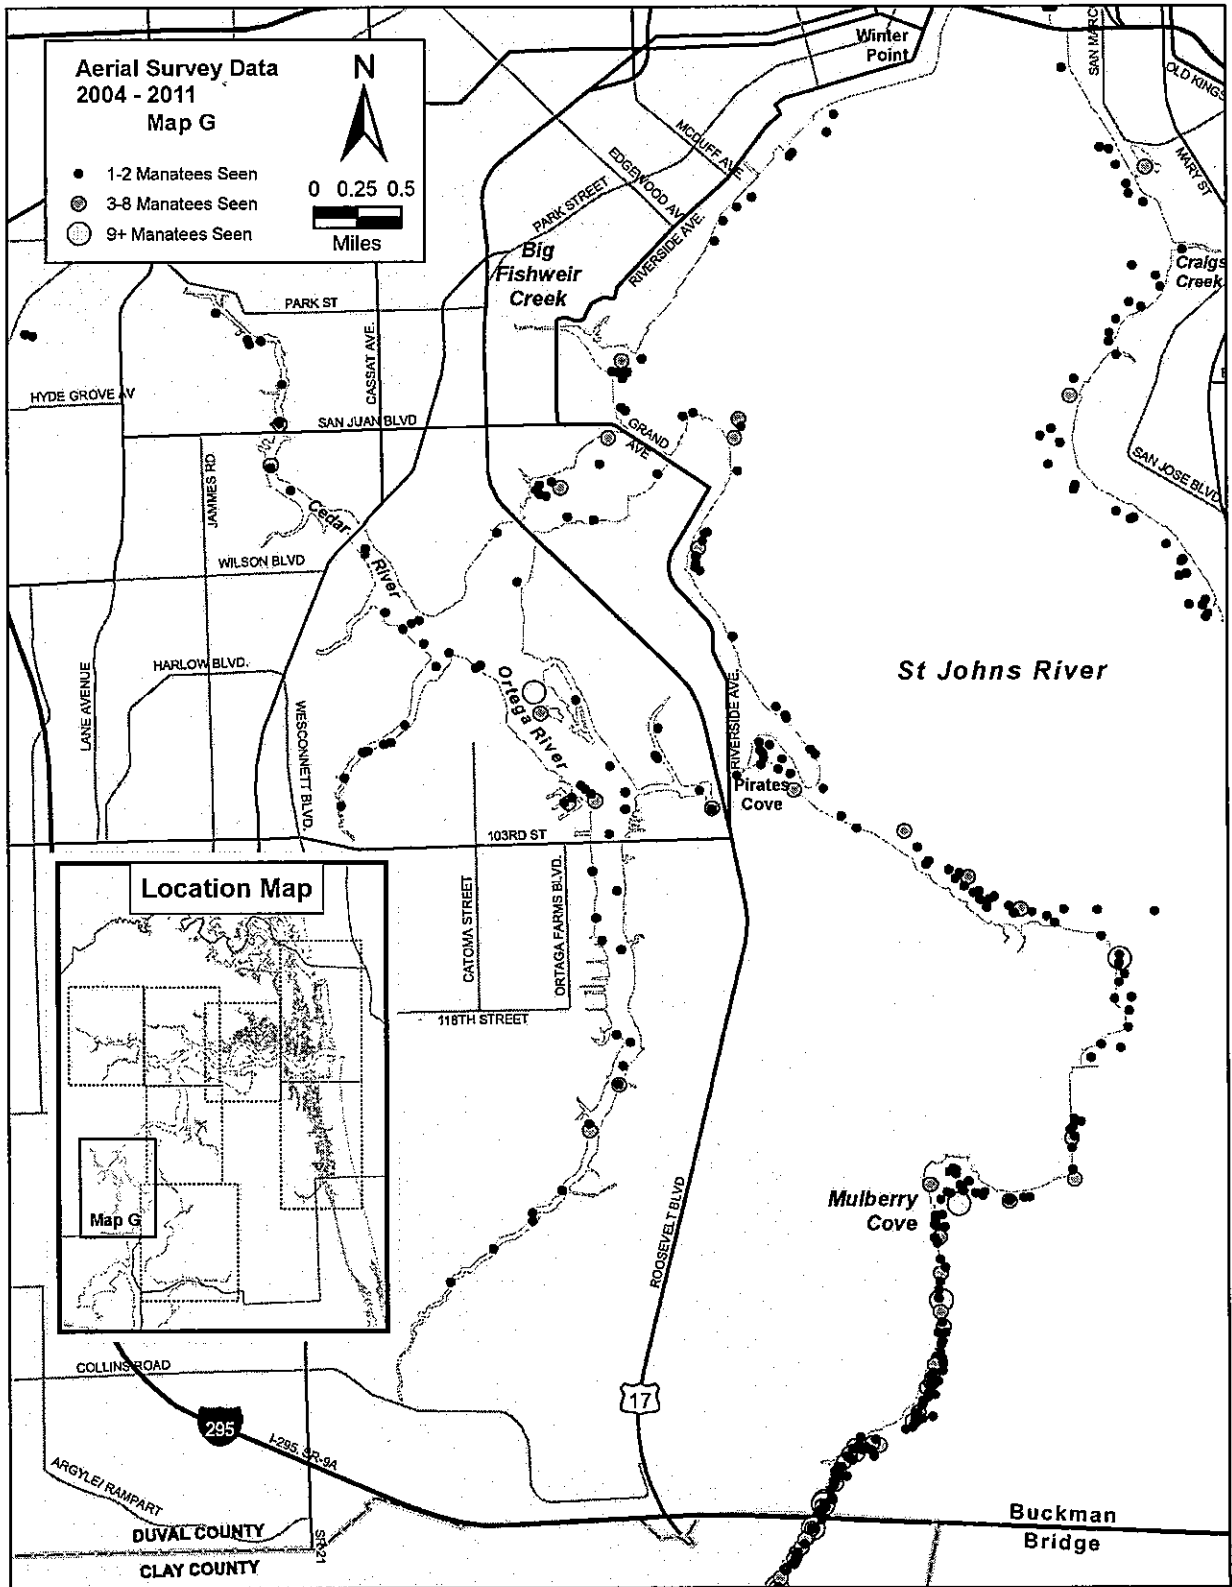 Aerial Survey Data
2004 - 2011
Map G
N
1-2 Manatees Seen
3-8 Manatees Seen
9+ Manatees Seen
0 0.25 0.5
Miles
Winter
Point
SAN MARC
OLD KINGS
MARY ST
MCDUFF AVE
EDGEWOOD AV
PARK STREET
RIVERSIDE AVE.
Big
Fishweir
Creek
Craigs
Creek
PARK ST
CASSAT AVE.
HYDE GROVE AV
SAN JUAN BLVD
GRAND
AVE
SAN JOSE BLVD
JAMMES RD.
Cedar
River
WILSON BLVD
LANE AVENUE
HARLOW BLVD.
WESCONNETT BLVD.
Ortega River
RIVERSIDE AVE.
St Johns River
Pirates
Cove
103RD ST
CATOMA STREET
ORTAGA FARMS BLVD.
118TH STREET
Location Map
Map G
ROOSEVELT BLVD
Mulberry
Cove
COLLINS ROAD
17
295
I-295, SR-9A
ARGYLE/ RAMPART
SR-21
DUVAL COUNTY
CLAY COUNTY
Buckman
Bridge